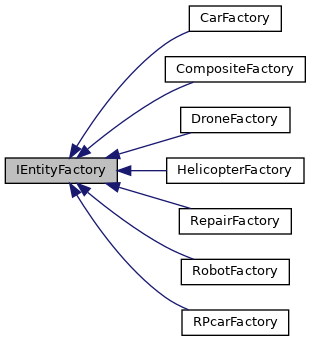 CarFactory
CompositeFactory
DroneFactory
IEntityFactory
HelicopterFactory
RepairFactory
RobotFactory
RPcarFactory